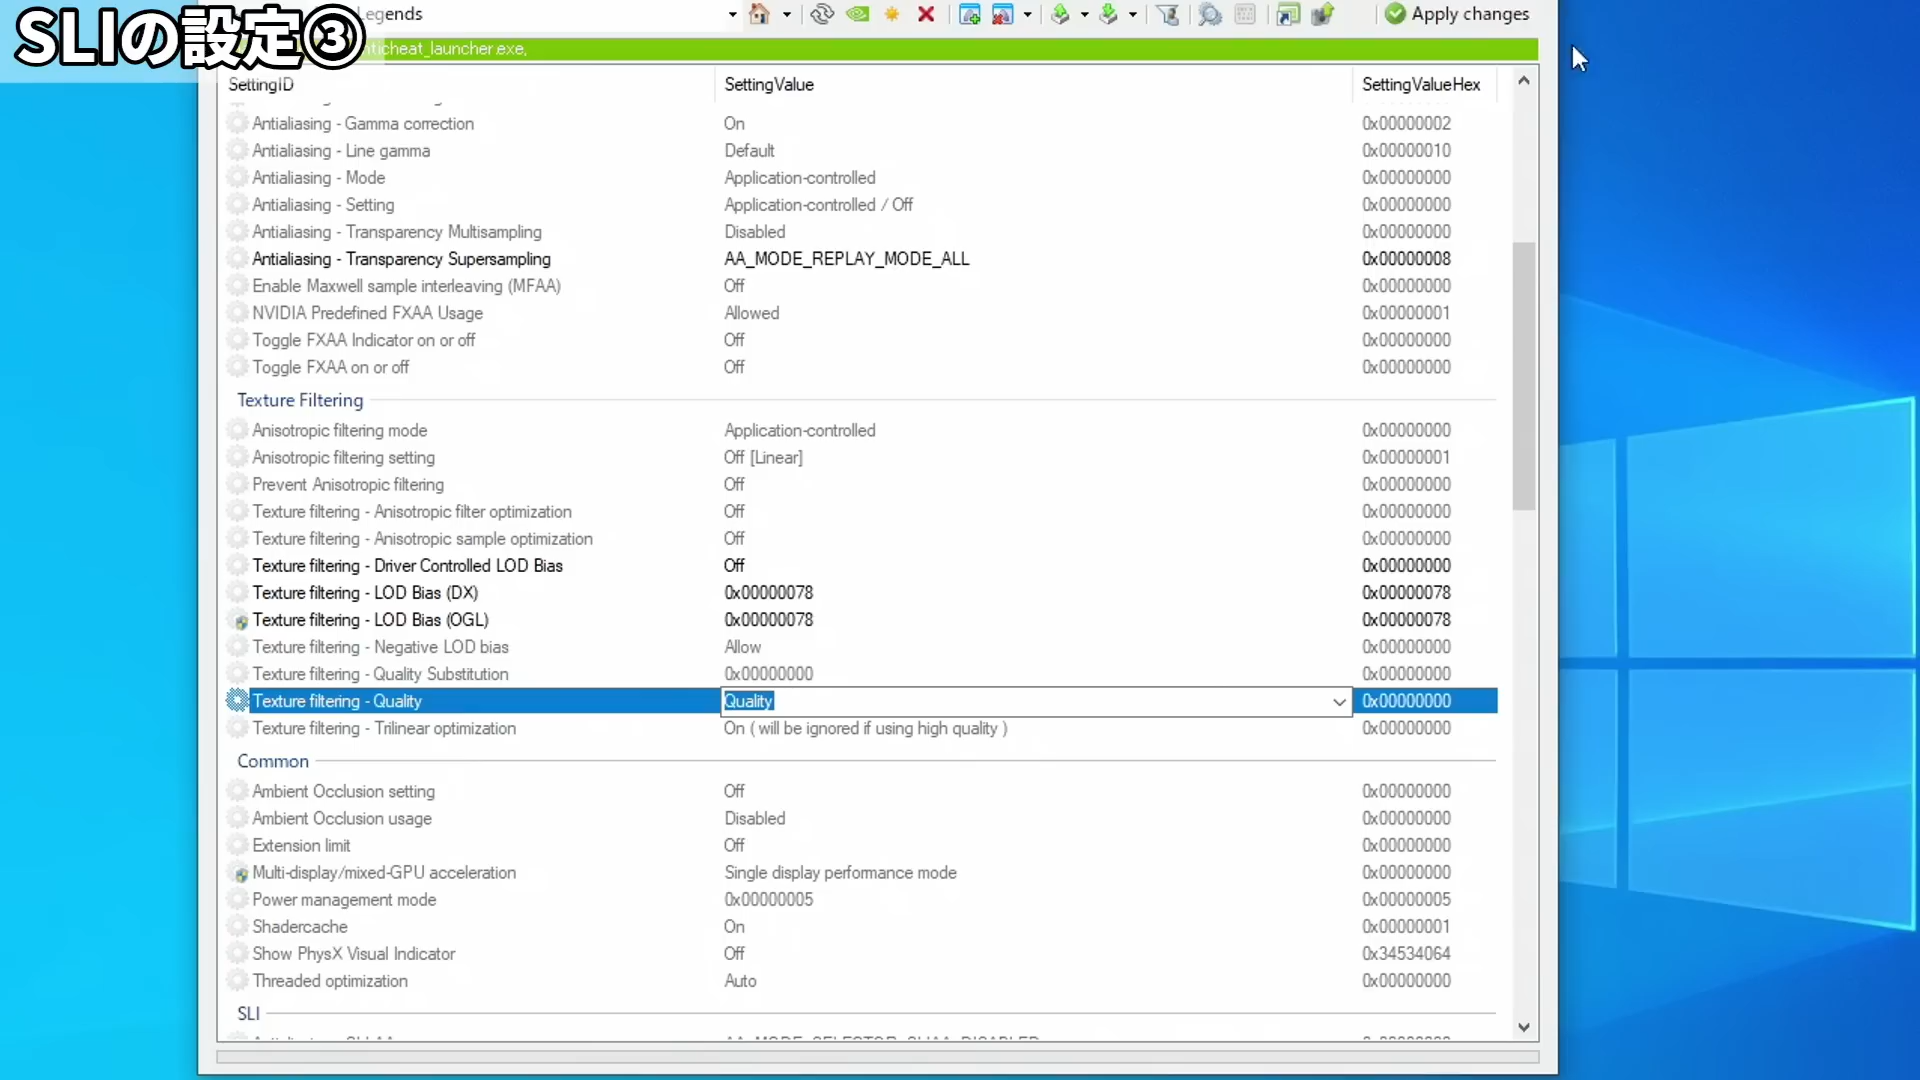 SLIの設定③
Legends
Apply changes
nticheat_launcher.exe,
SettingID SettingValue SettingValueHex
Antialiasing - Gamma correction On 0x00000002
Antialiasing - Line gamma Default 0x00000010
Antialiasing - Mode Application-controlled 0x00000000
Antialiasing - Setting Application-controlled / Off 0x00000000
Antialiasing - Transparency Multisampling Disabled 0x00000000
Antialiasing - Transparency Supersampling AA_MODE_REPLAY_MODE_ALL 0x00000008
Enable Maxwell sample interleaving (MFAA) Off 0x00000000
NVIDIA Predefined FXAA Usage Allowed 0x00000001
Toggle FXAA Indicator on or off Off 0x00000000
Toggle FXAA on or off Off 0x00000000
Texture Filtering
Anisotropic filtering mode Application-controlled 0x00000000
Anisotropic filtering setting Off [Linear] 0x00000001
Prevent Anisotropic filtering Off 0x00000000
Texture filtering - Anisotropic filter optimization Off 0x00000000
Texture filtering - Anisotropic sample optimization Off 0x00000000
Texture filtering - Driver Controlled LOD Bias Off 0x00000000
Texture filtering - LOD Bias (DX) 0x00000078 0x00000078
Texture filtering - LOD Bias (OGL) 0x00000078 0x00000078
Texture filtering - Negative LOD bias Allow 0x00000000
Texture filtering - Quality Substitution 0x00000000 0x00000000
Texture filtering - Quality Quality 0x00000000
Texture filtering - Trilinear optimization On ( will be ignored if using high quality ) 0x00000000
Common
Ambient Occlusion setting Off 0x00000000
Ambient Occlusion usage Disabled 0x00000000
Extension limit Off 0x00000000
Multi-display/mixed-GPU acceleration Single display performance mode 0x00000000
Power management mode 0x00000005 0x00000005
Shadercache On 0x00000001
Show PhysX Visual Indicator Off 0x34534064
Threaded optimization Auto 0x00000000
SLI